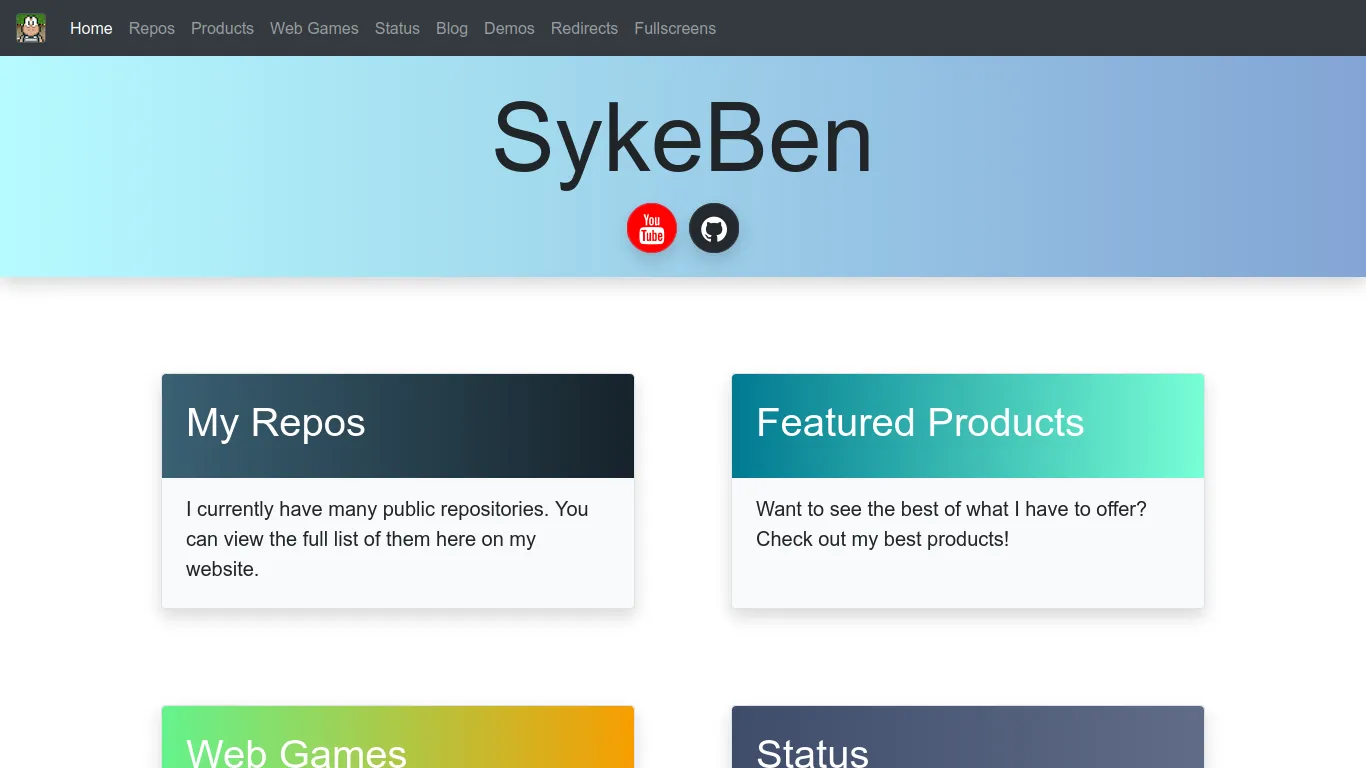 Home Repos Products Web Games Status Blog Demos Redirects Fullscreens
SykeBen
You
Tube
My Repos
I currently have many public repositories. You
can view the full list of them here on my
website.
Featured Products
Want to see the best of what I have to offer?
Check out my best products!
Web Games
Status